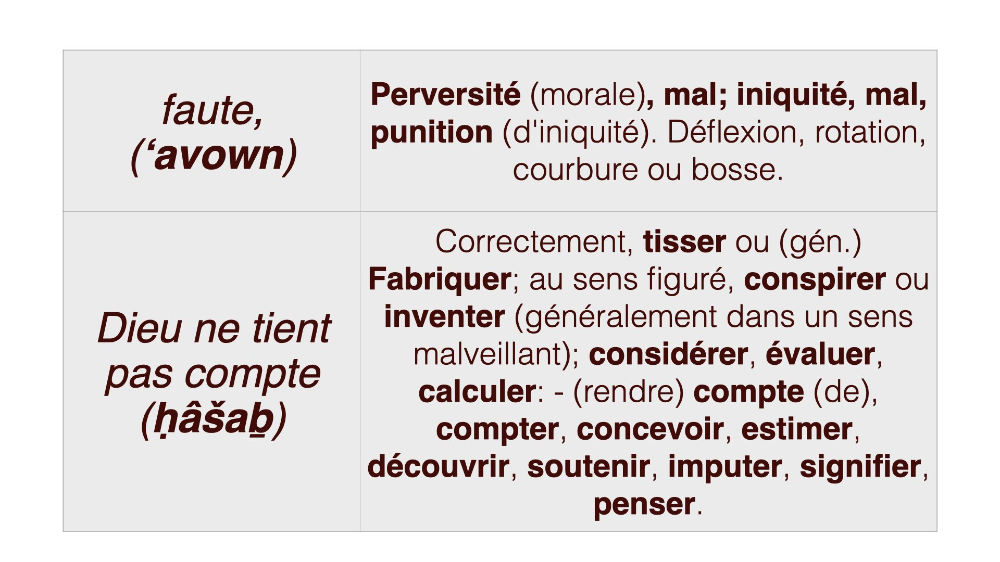 faute,
(‘avown)
Perversité (morale), mal; iniquité, mal,
punition (d'iniquité). Déflexion, rotation,
courbure ou bosse.
Dieu ne tient
pas compte
(ḥâšaḇ)
Correctement, tisser ou (gén.)
Fabriquer; au sens figuré, conspirer ou
inventer (généralement dans un sens
malveillant); considérer, évaluer,
calculer: - (rendre) compte (de),
compter, concevoir, estimer,
découvrir, soutenir, imputer, signifier,
penser.